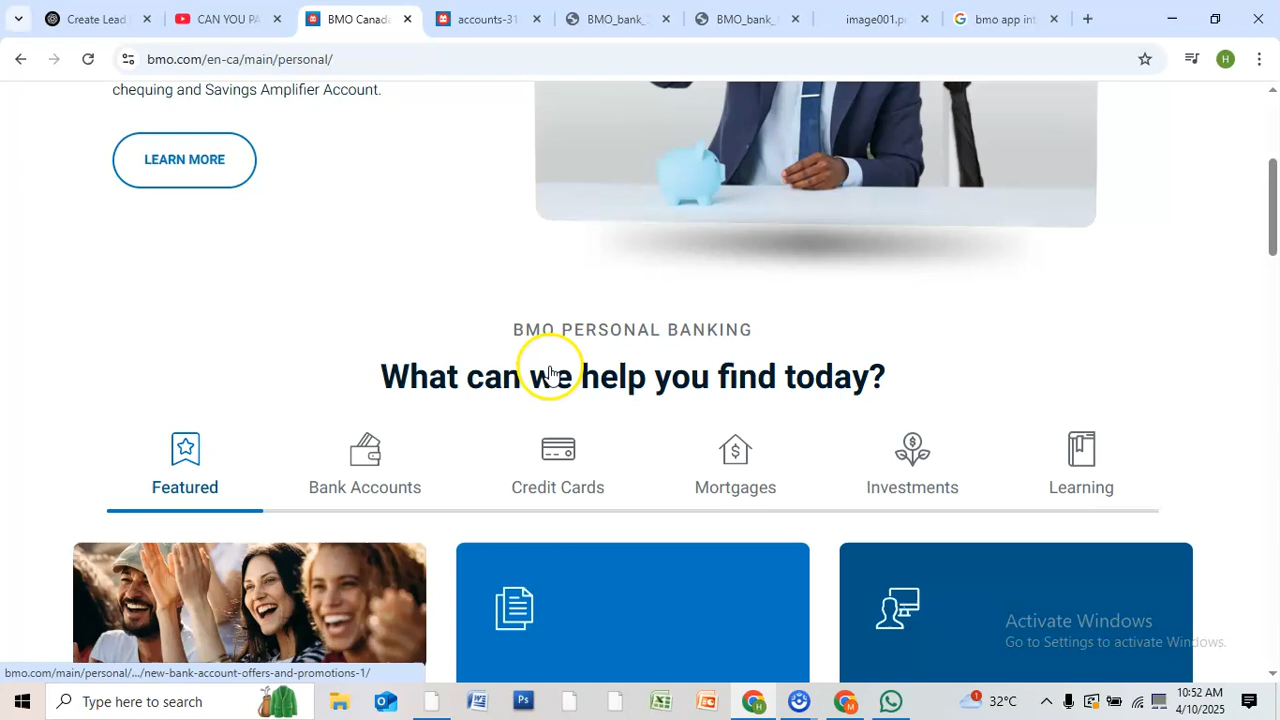 Create Lead
CAN YOU PA
BMO Canada
accounts-31
BMO_bank_
BMO_bank_
image001.p
bmo app int
bmo.com/en-ca/main/personal/
H
chequing and Savings Amplifier Account.
LEARN MORE
BMO PERSONAL BANKING
What can we help you find today?
Featured
Bank Accounts
Credit Cards
Mortgages
Investments
Learning
Activate Windows
Go to Settings to activate Windows.
bmo.com/main/personal/.../new-bank-account-offers-and-promotions-1/
Type here to search
32°C
10:52 AM
4/10/2025